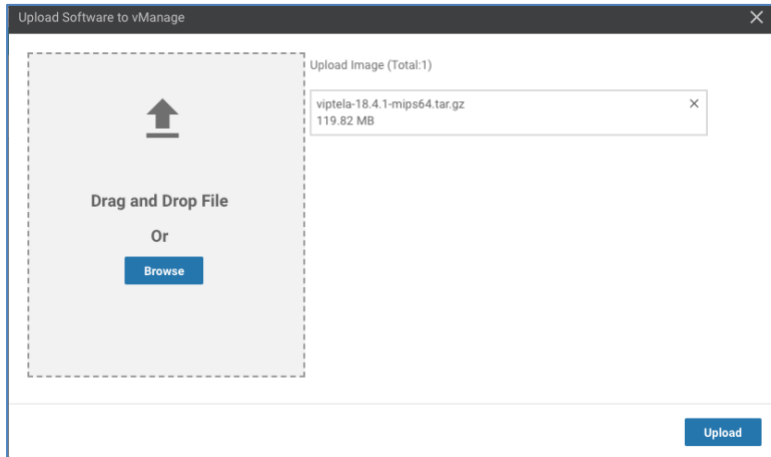 Upload Software to vManage
Upload Image (Total:1)
viptela-18.4.1-mips64.tar.gz
119.82 MB
Drag and Drop File
Or
Browse
Upload